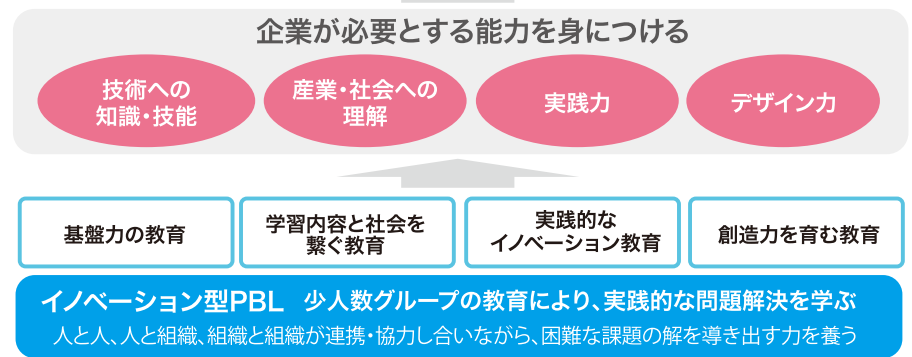 企業が必要とする能力を身につける
技術への
知識・技能
産業・社会への
理解
実践力
デザイン力
基盤力の教育
学習内容と社会を
繋ぐ教育
実践的な
イノベーション教育
創造力を育む教育
イノベーション型PBL 少人数グループの教育により、実践的な問題解決を学ぶ
人と人、人と組織、組織と組織が連携・協力し合いながら、困難な課題の解を導き出す力を養う